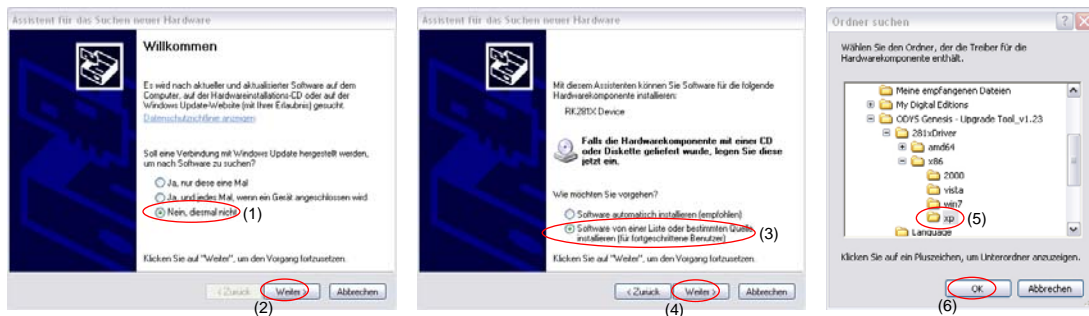 Assistent für das Suchen neuer Hardware
Willkommen
Es wird nach aktueller und aktualisierter Software auf dem
Computer, auf der Hardwareinstallations-CD oder auf der
Windows Update-Website (mit Ihrer Erlaubnis) gesucht.
Datenschutzrichtlinie anzeigen
Soll eine Verbindung mit Windows Update hergestellt werden,
um nach Software zu suchen?
Ja, nur diese eine Mal
Ja, und jedes Mal, wenn ein Gerät angeschlossen wird
Nein, diesmal nicht (1)
Klicken Sie auf "Weiter", um den Vorgang fortzusetzen.
< Zurück Weiter > Abbrechen
(2)
Assistent für das Suchen neuer Hardware
Mit diesem Assistenten können Sie Software für die folgende
Hardwarekomponente installieren:
RK281X Device
Falls die Hardwarekomponente mit einer CD
oder Diskette geliefert wurde, legen Sie diese
jetzt ein.
Wie möchten Sie vorgehen?
Software automatisch installieren (empfohlen)
Software von einer Liste oder bestimmten Quelle
installieren (für fortgeschrittene Benutzer)
(3)
Klicken Sie auf "Weiter", um den Vorgang fortzusetzen.
< Zurück Weiter > Abbrechen
(4)
Ordner suchen
Wählen Sie den Ordner, der die Treiber für die
Hardwarekomponente enthält.
Meine empfangenen Dateien
My Digital Editions
ODYS Genesis - Upgrade Tool_v1.23
281xDriver
amd64
x86
2000
vista
win7
xp (5)
Language
Klicken Sie auf ein Pluszeichen, um Unterordner anzuzeigen.
OK Abbrechen
(6)